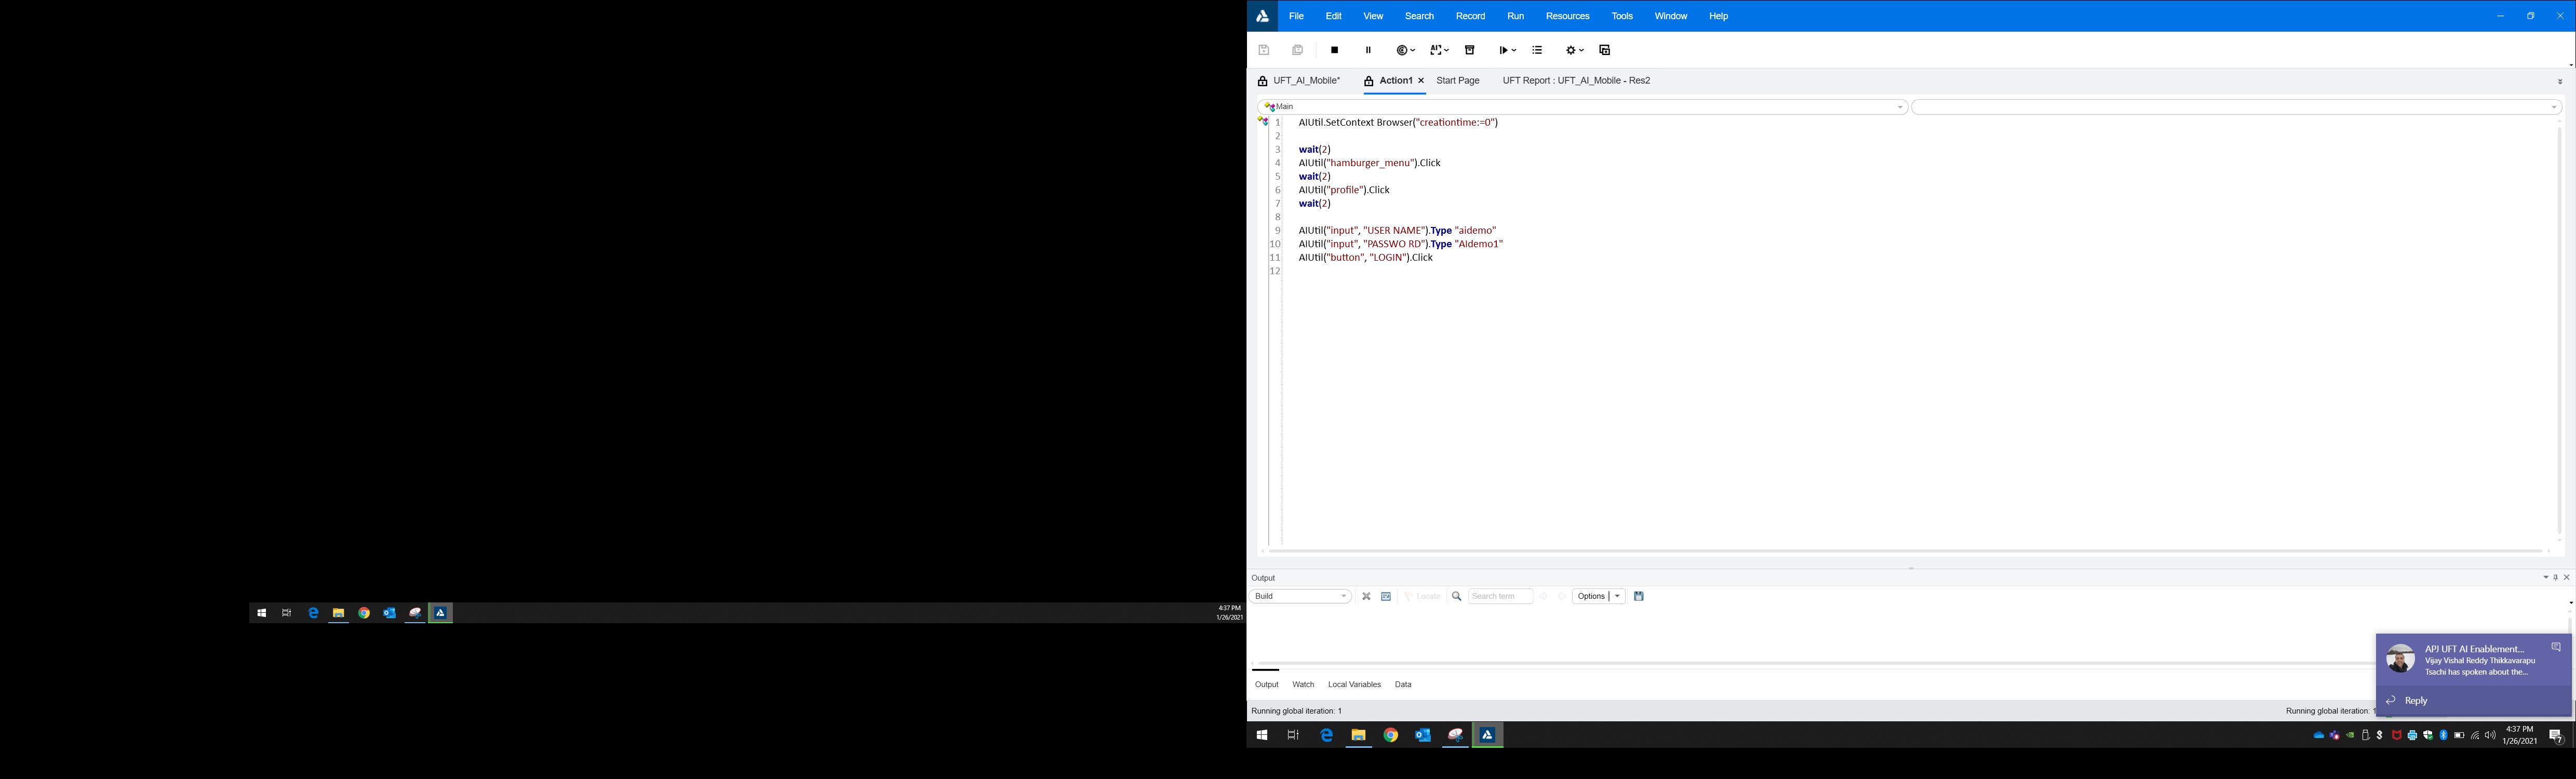 File Edit View Search Record Run Resources Tools Window Help
UFT_AI_Mobile* Action1 Start Page UFT Report : UFT_AI_Mobile - Res2
Main
1 AIUtil.SetContext Browser("creationtime:=0")
2
3 wait(2)
4 AIUtil("hamburger_menu").Click
5 wait(2)
6 AIUtil("profile").Click
7 wait(2)
8
9 AIUtil("input", "USER NAME").Type "aidemo"
10 AIUtil("input", "PASSWO RD").Type "AIdemo1"
11 AIUtil("button", "LOGIN").Click
12
Output
Build Locate Search term Options
Output Watch Local Variables Data
Running global iteration: 1
Running global iteration: 1
APJ UFT AI Enablement...
Vijay Vishal Reddy Thikkavarapu
Tsachi has spoken about the...
Reply
4:37 PM
1/26/2021
7
4:37 PM
1/26/2021